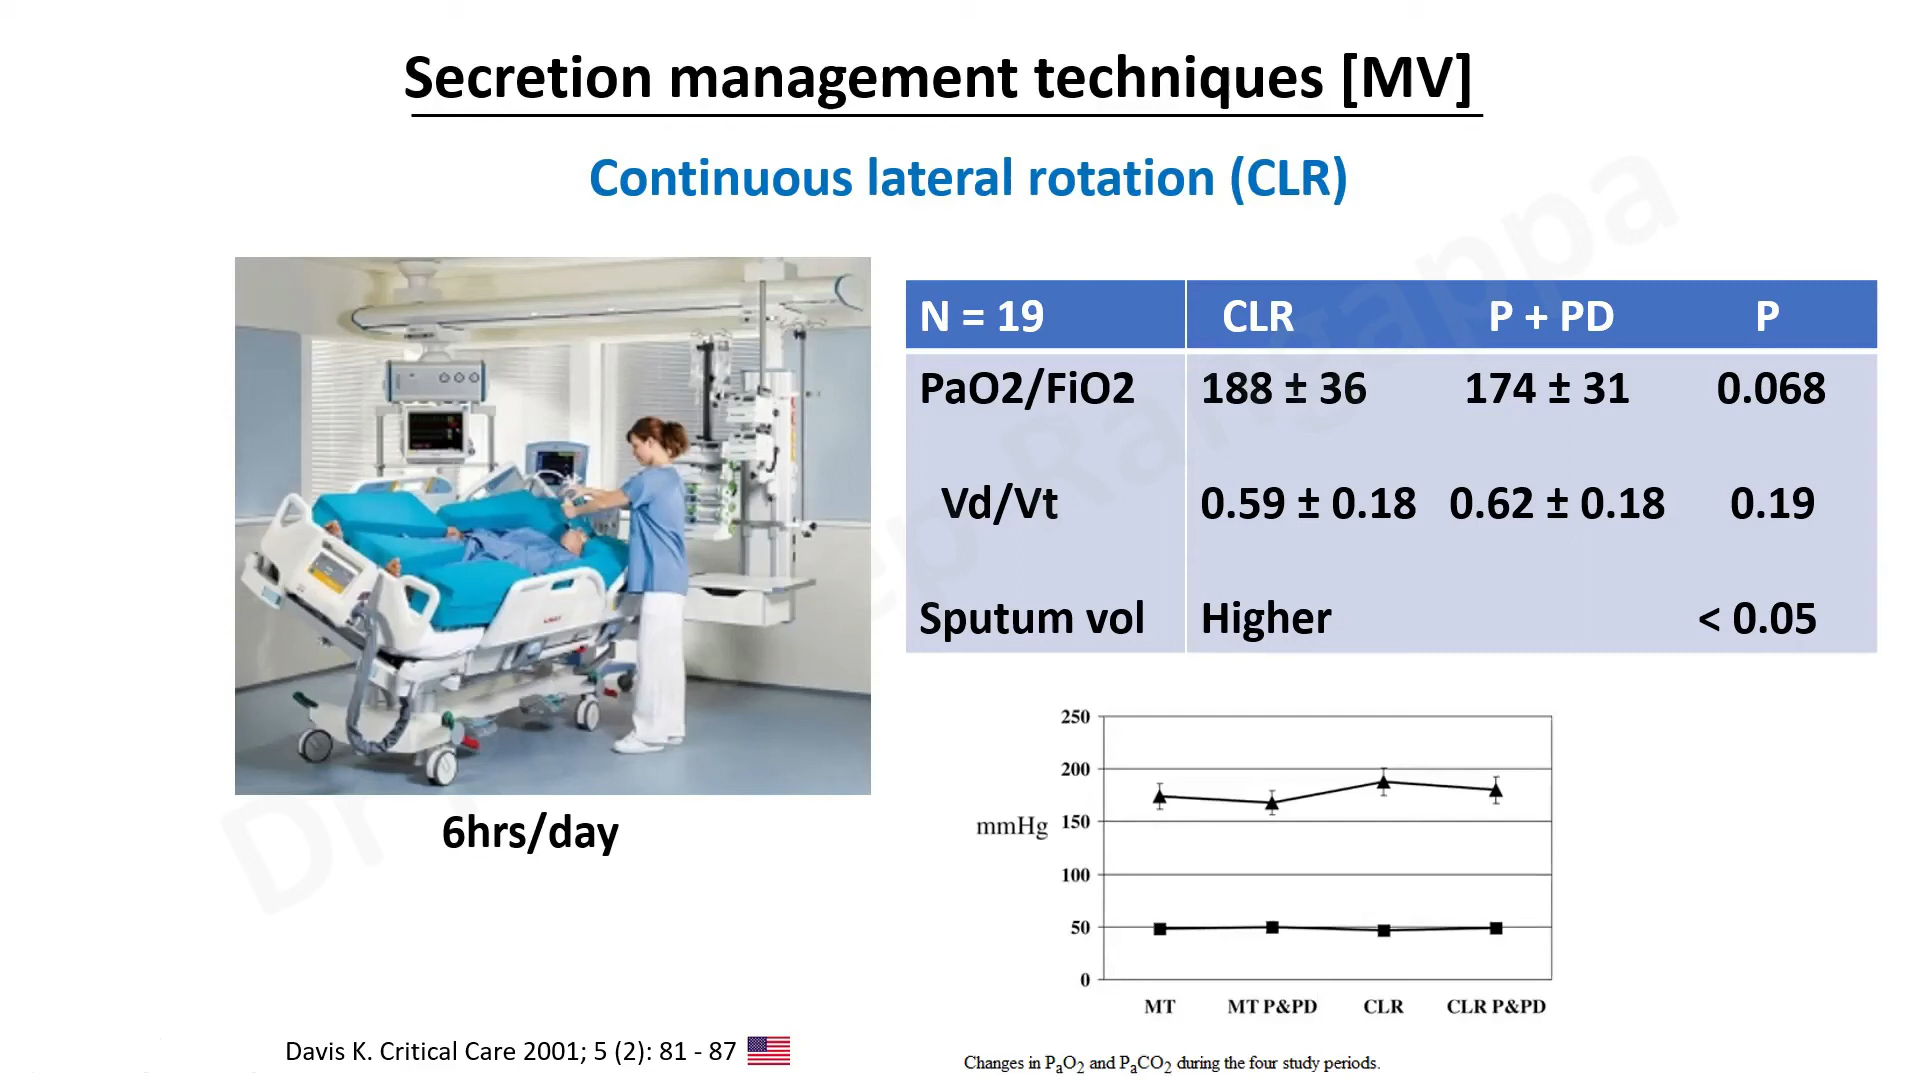 Secretion management techniques [MV]
Continuous lateral rotation (CLR)
N = 19 CLR P + PD P
PaO2/FiO2 188 ± 36 174 ± 31 0.068
Vd/Vt 0.59 ± 0.18 0.62 ± 0.18 0.19
Sputum vol Higher < 0.05
6hrs/day
250
200
mmHg 150
100
50
0
MT MT P&PD CLR CLR P&PD
Changes in PaO2 and PaCO2 during the four study periods.
Davis K. Critical Care 2001; 5 (2): 81 - 87